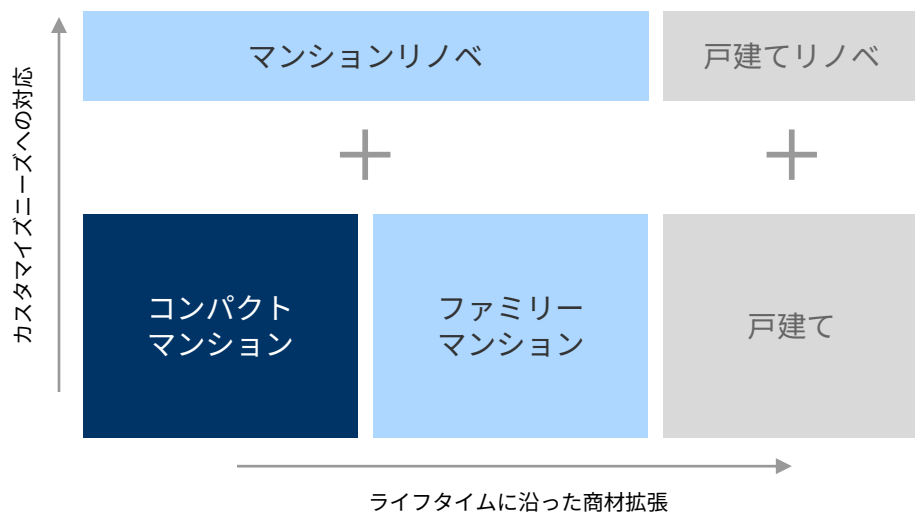 マンションリノベ
戸建てリノベ
カスタマイズニーズへの対応
コンパクト
マンション
ファミリー
マンション
戸建て
ライフタイムに沿った商材拡張